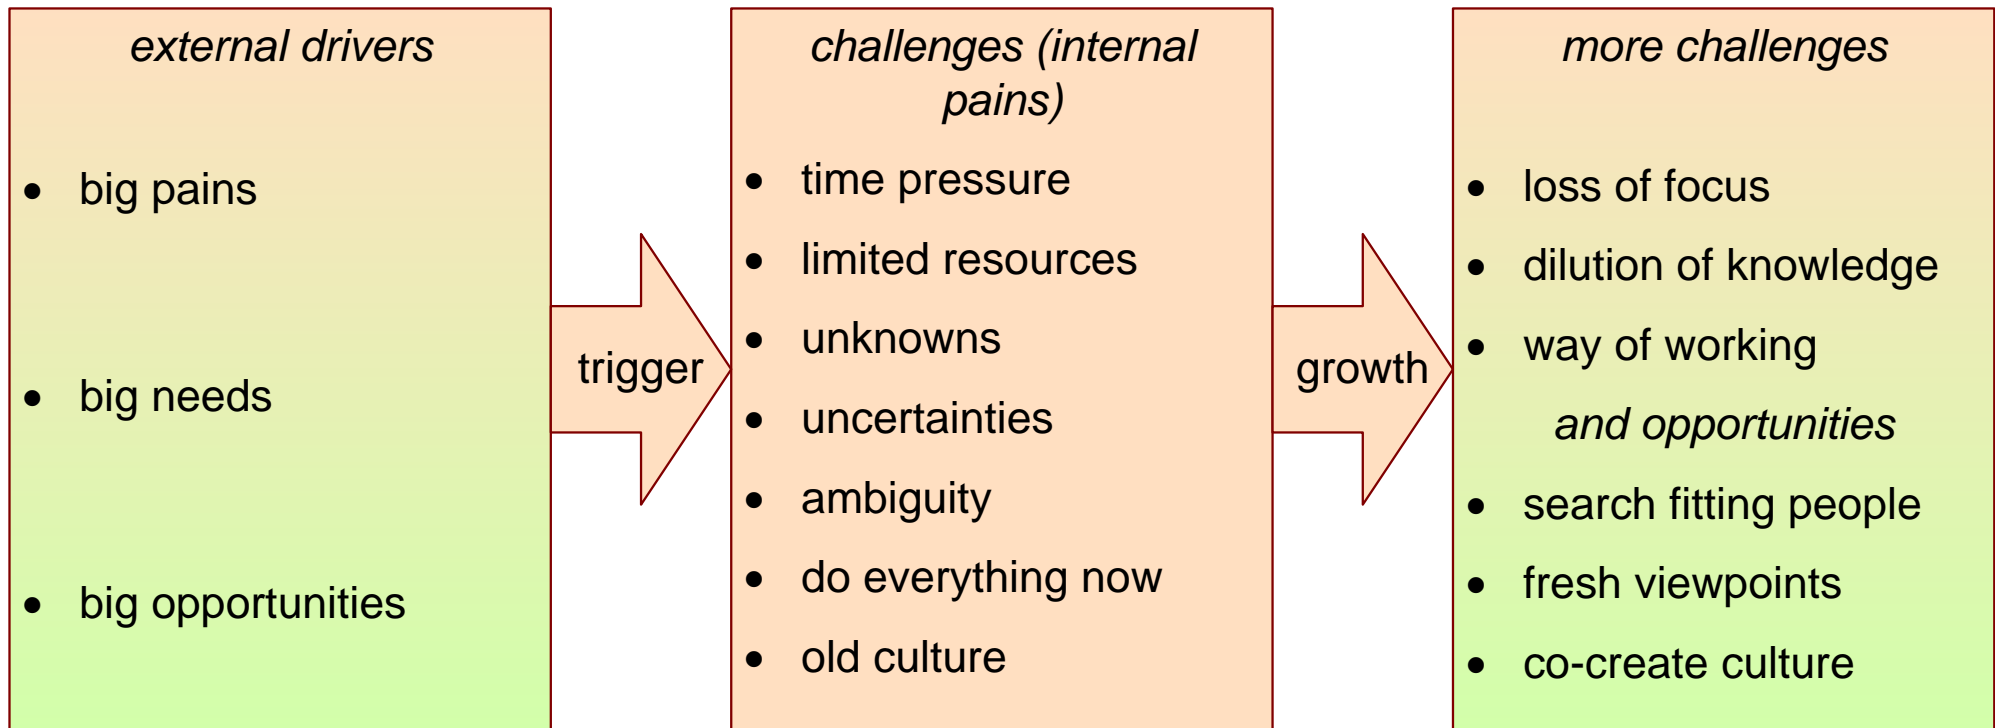 external drivers
• big pains
• big needs
• big opportunities
trigger
challenges (internal
pains)
• time pressure
• limited resources
• unknowns
• uncertainties
• ambiguity
• do everything now
• old culture
growth
more challenges
• loss of focus
• dilution of knowledge
• way of working
and opportunities
• search fitting people
• fresh viewpoints
• co-create culture